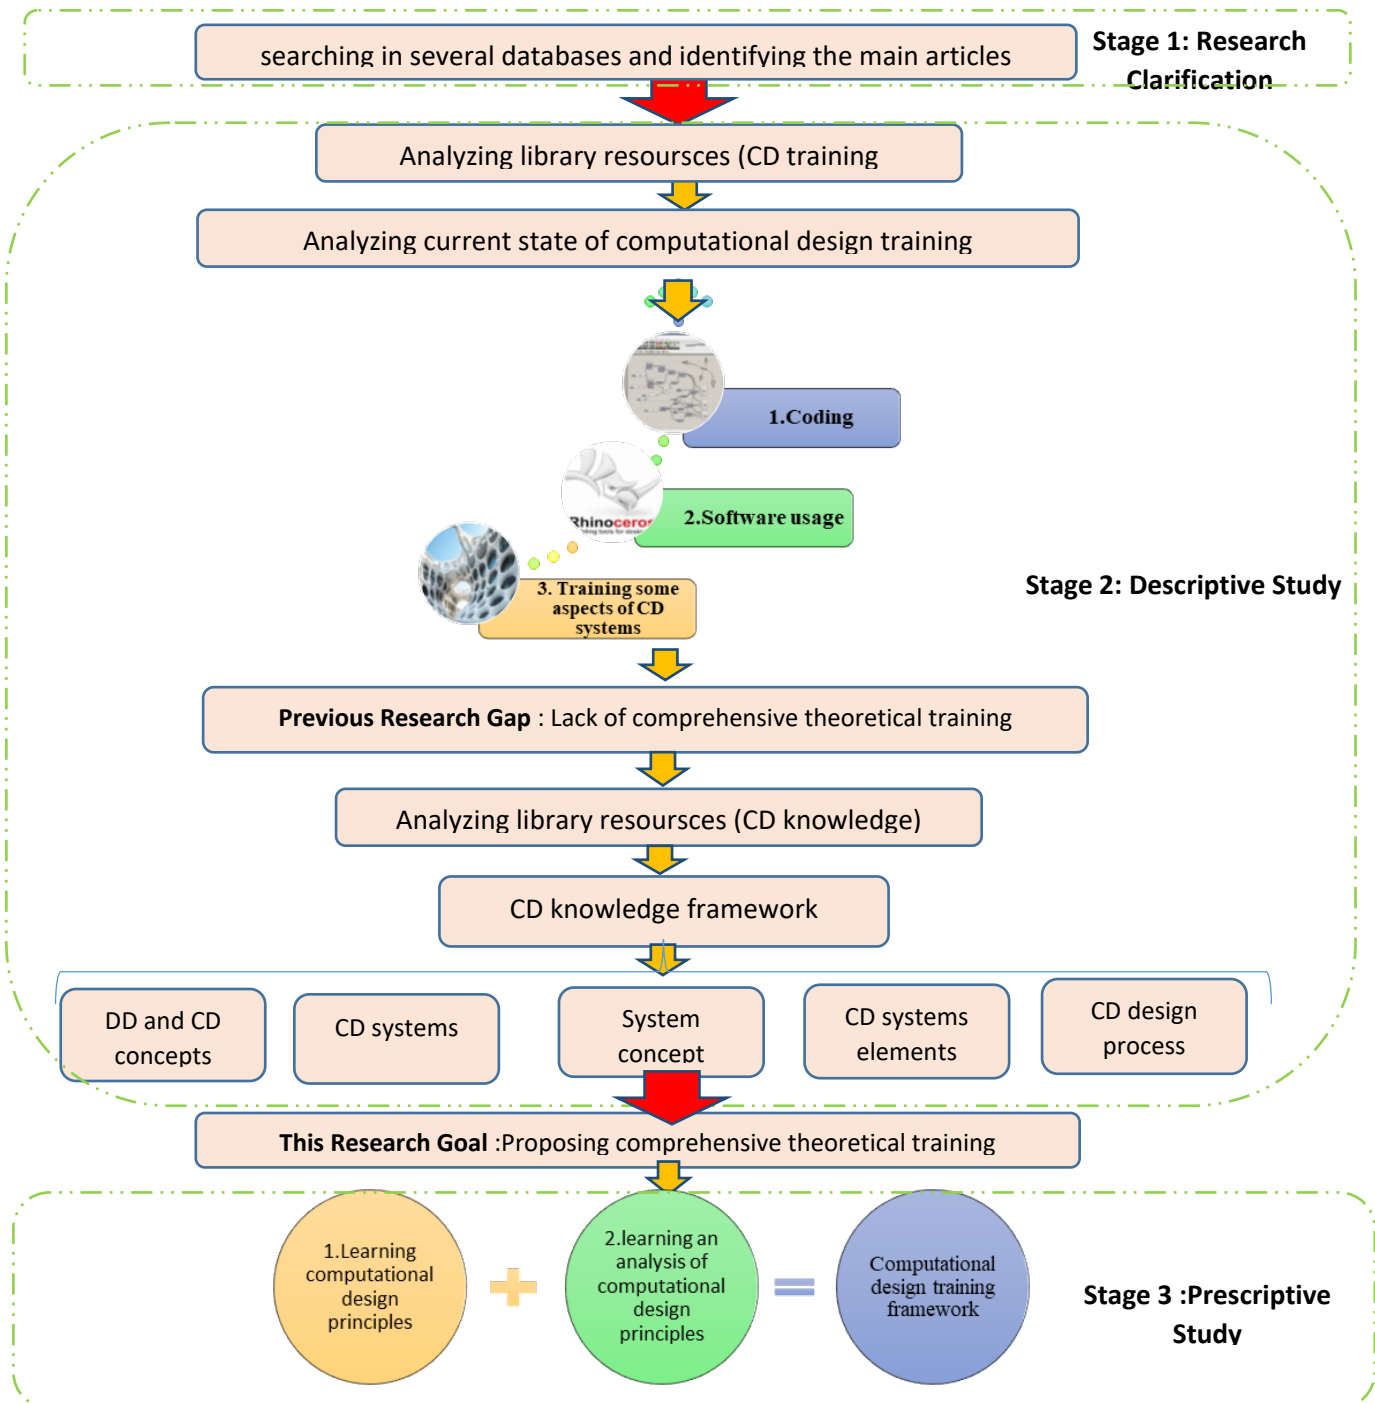 searching in several databases and identifying the main articles
Stage 1: Research
Clarification
Analyzing library resoursces (CD training
Analyzing current state of computational design training
1.Coding
Rhinoceros
2.Software usage
3. Training some
aspects of CD
systems
Stage 2: Descriptive Study
Previous Research Gap : Lack of comprehensive theoretical training
Analyzing library resoursces (CD knowledge)
CD knowledge framework
DD and CD
concepts
CD systems
System
concept
CD systems
elements
CD design
process
This Research Goal :Proposing comprehensive theoretical training
1.Learning
computational
design
principles
2.learning an
analysis of
computational
design
principles
Computational
design training
framework
Stage 3 :Prescriptive
Study